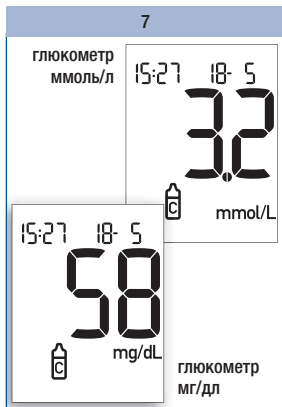 7
глюкометр
ммоль/л
15:27 18- 5
3.2
C
mmol/L
15:27 18- 5
58
C
mg/dL
глюкометр
мг/дл